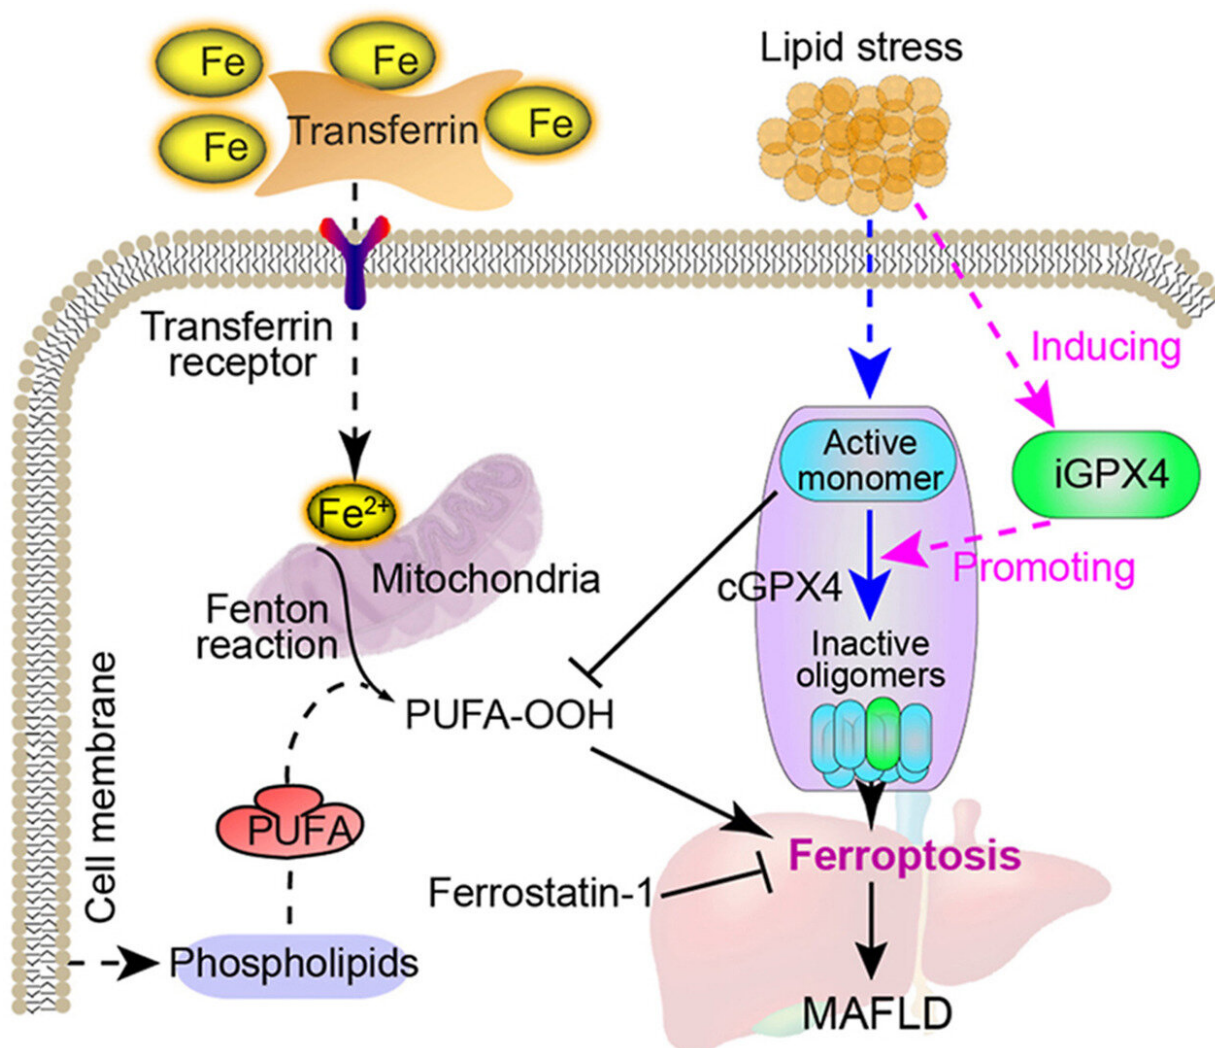 Fe
Fe
Fe
Fe
Transferrin
Lipid stress
Transferrin
receptor
Inducing
Active
monomer
iGPX4
Fe²⁺
Mitochondria
Promoting
cGPX4
Fenton
reaction
Inactive
oligomers
PUFA-OOH
Cell membrane
PUFA
Ferroptosis
Ferrostatin-1
Phospholipids
MAFLD